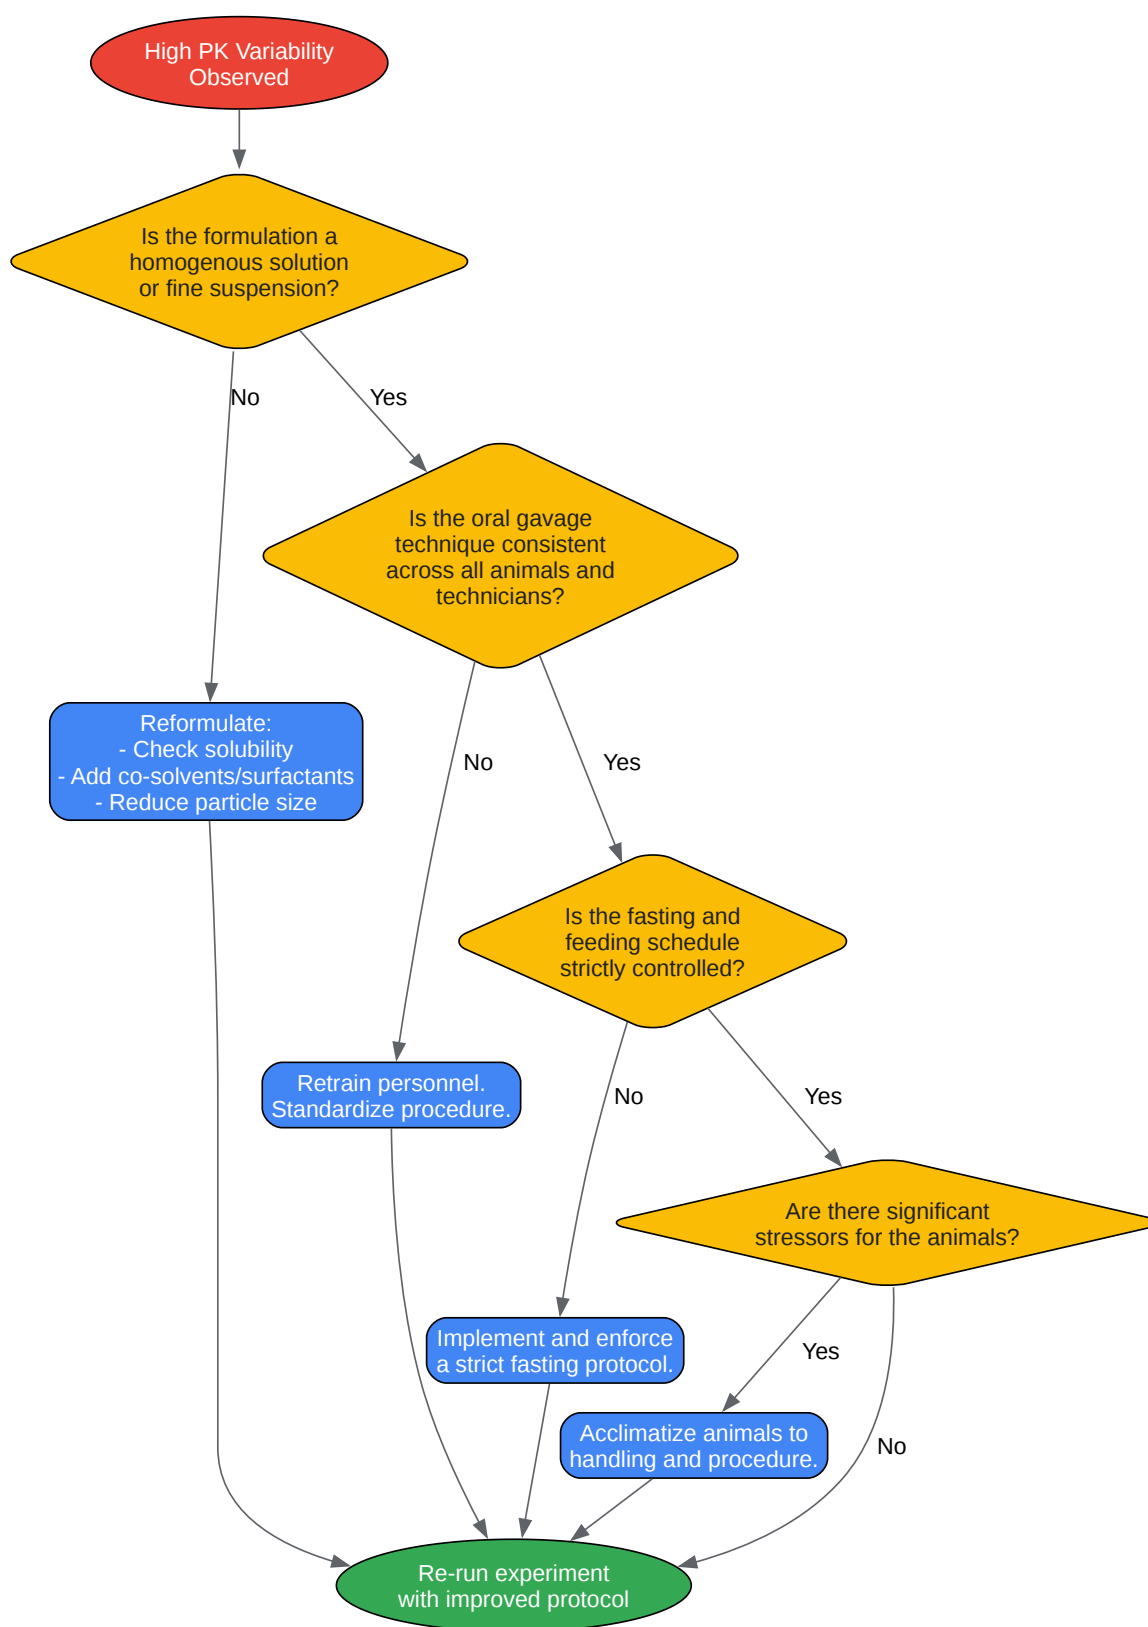 High PK Variability
Observed
Is the formulation a
homogenous solution
or fine suspension?
No
Yes
Is the oral gavage
technique consistent
across all animals and
technicians?
Reformulate:
- Check solubility
- Add co-solvents/surfactants
- Reduce particle size
No
Yes
Is the fasting and
feeding schedule
strictly controlled?
Retrain personnel.
Standardize procedure.
No
Yes
Are there significant
stressors for the animals?
Implement and enforce
a strict fasting protocol.
Yes
Acclimatize animals to
handling and procedure.
No
Re-run experiment
with improved protocol